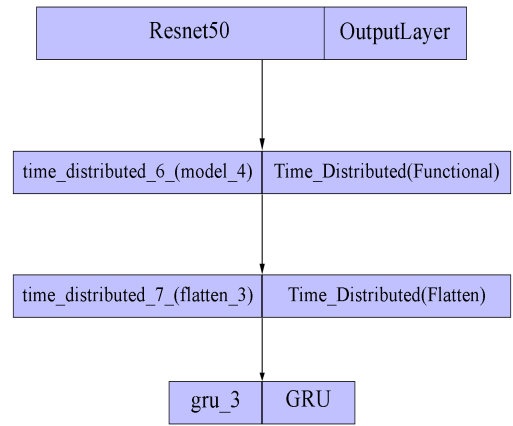 Resnet50 OutputLayer
time_distributed_6_(model_4) Time_Distributed(Functional)
time_distributed_7_(flatten_3) Time_Distributed(Flatten)
gru_3 GRU